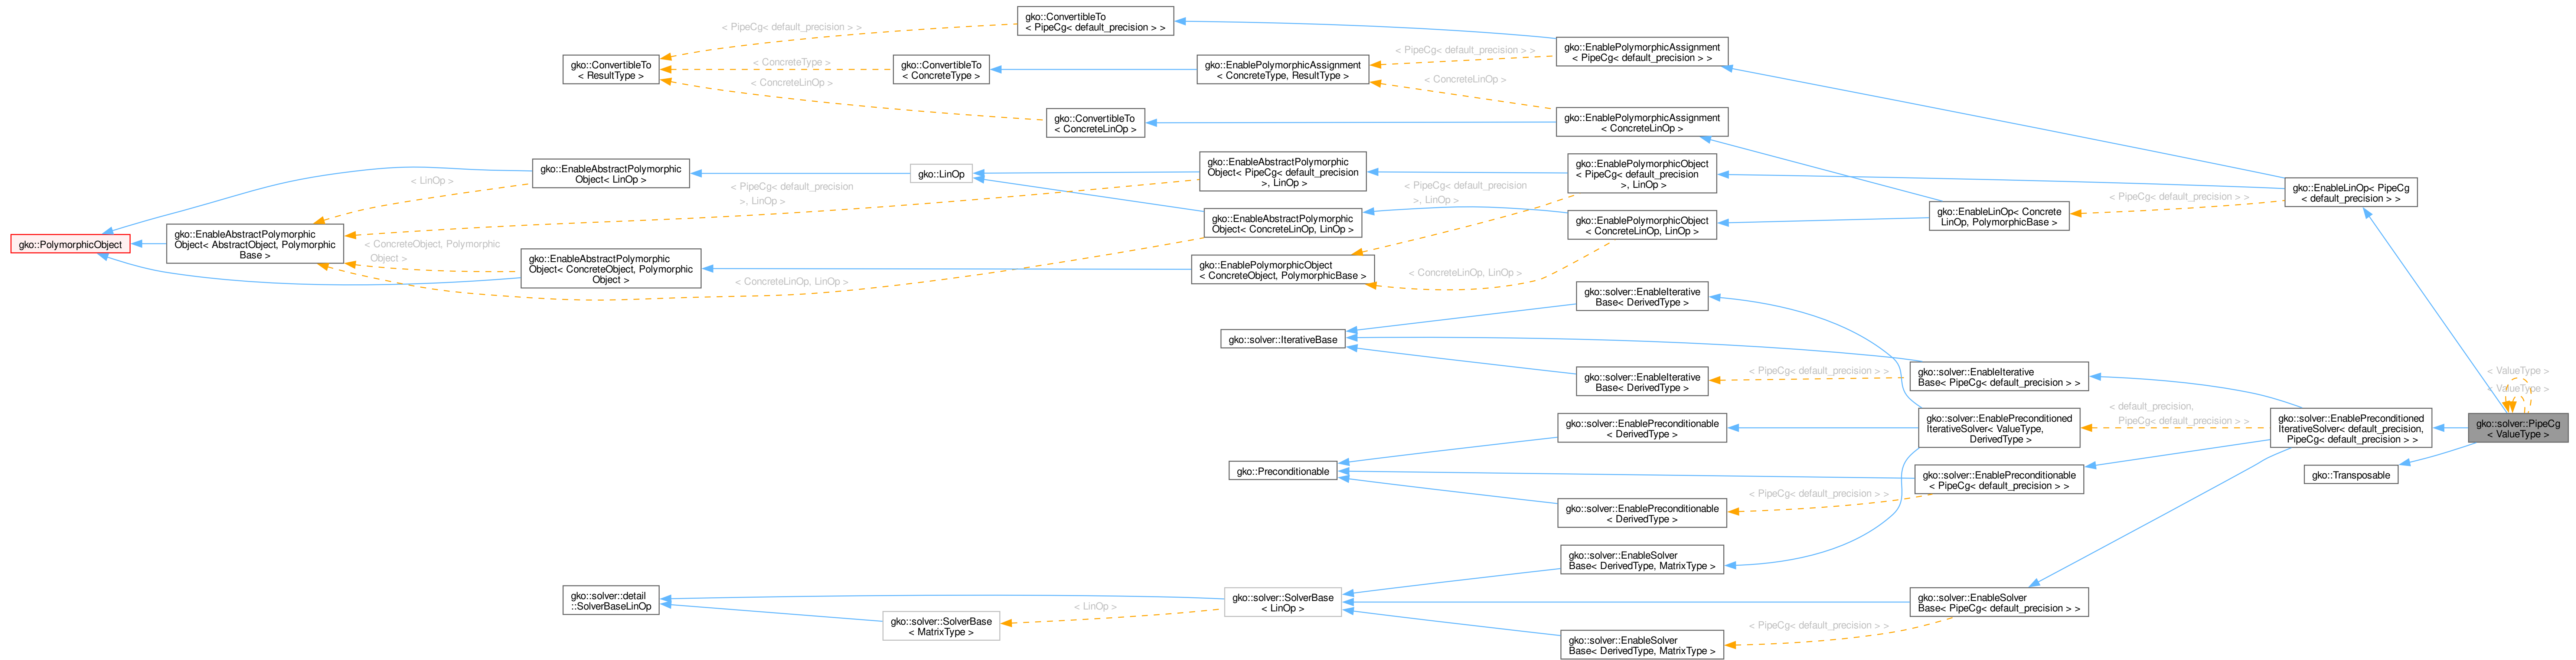 gko::PolymorphicObject
gko::EnableAbstractPolymorphic
Object< AbstractObject, Polymorphic
Base >
< LinOp >
< ConcreteObject, Polymorphic
Object >
gko::ConvertibleTo
< ResultType >
gko::EnableAbstractPolymorphic
Object< LinOp >
gko::EnableAbstractPolymorphic
Object< ConcreteObject, Polymorphic
Object >
gko::solver::detail
::SolverBaseLinOp
< PipeCg< default_precision > >
< ConcreteType >
< ConcreteLinOp >
< PipeCg< default_precision
>, LinOp >
< ConcreteLinOp, LinOp >
gko::ConvertibleTo
< PipeCg< default_precision > >
gko::ConvertibleTo
< ConcreteType >
gko::ConvertibleTo
< ConcreteLinOp >
gko::LinOp
gko::solver::SolverBase
< MatrixType >
< LinOp >
gko::EnablePolymorphicAssignment
< ConcreteType, ResultType >
gko::EnableAbstractPolymorphic
Object< PipeCg< default_precision
>, LinOp >
gko::EnableAbstractPolymorphic
Object< ConcreteLinOp, LinOp >
gko::EnablePolymorphicObject
< ConcreteObject, PolymorphicBase >
gko::solver::IterativeBase
gko::Preconditionable
gko::solver::SolverBase
< LinOp >
< PipeCg< default_precision > >
< ConcreteLinOp >
< PipeCg< default_precision
>, LinOp >
< ConcreteLinOp, LinOp >
gko::EnablePolymorphicAssignment
< PipeCg< default_precision > >
gko::EnablePolymorphicAssignment
< ConcreteLinOp >
gko::EnablePolymorphicObject
< PipeCg< default_precision
>, LinOp >
gko::EnablePolymorphicObject
< ConcreteLinOp, LinOp >
gko::solver::EnableIterative
Base< DerivedType >
gko::solver::EnableIterative
Base< DerivedType >
gko::solver::EnablePreconditionable
< DerivedType >
gko::solver::EnablePreconditionable
< DerivedType >
gko::solver::EnableSolver
Base< DerivedType, MatrixType >
gko::solver::EnableSolver
Base< DerivedType, MatrixType >
< PipeCg< default_precision > >
< PipeCg< default_precision > >
< PipeCg< default_precision > >
gko::EnableLinOp< Concrete
LinOp, PolymorphicBase >
gko::solver::EnableIterative
Base< PipeCg< default_precision > >
gko::solver::EnablePreconditioned
IterativeSolver< ValueType,
DerivedType >
gko::solver::EnablePreconditionable
< PipeCg< default_precision > >
gko::solver::EnableSolver
Base< PipeCg< default_precision > >
< PipeCg< default_precision > >
< default_precision,
PipeCg< default_precision > >
gko::EnableLinOp< PipeCg
< default_precision > >
gko::solver::EnablePreconditioned
IterativeSolver< default_precision,
PipeCg< default_precision > >
gko::Transposable
< ValueType >
< ValueType >
gko::solver::PipeCg
< ValueType >